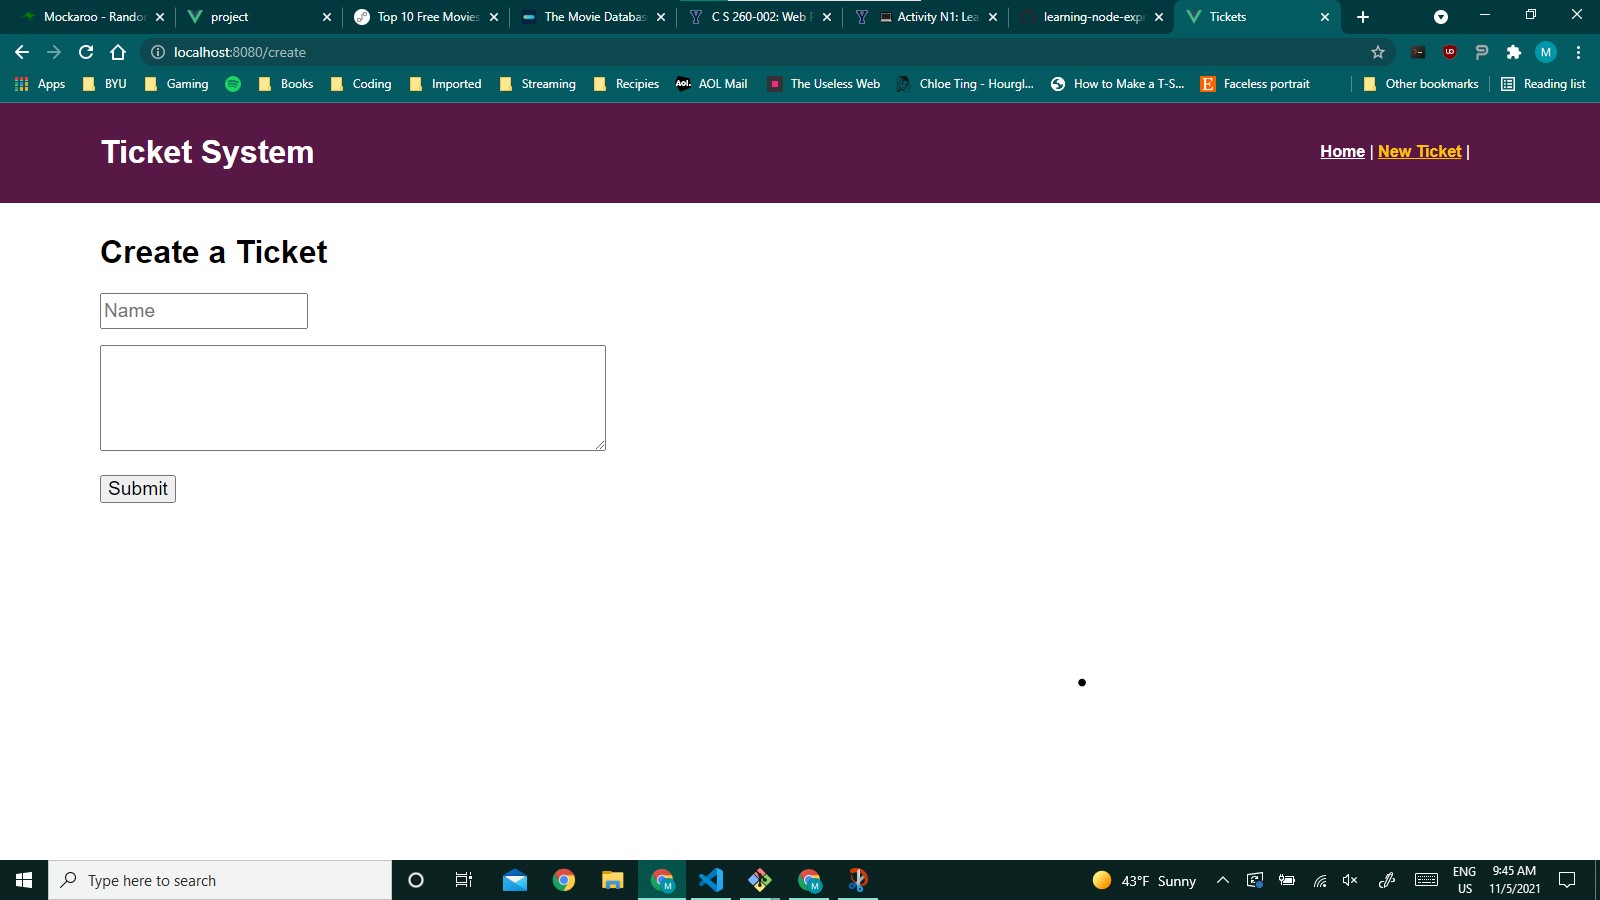 Mockaroo - Randor
project
Top 10 Free Movies
The Movie Databas
C S 260-002: Web P
Activity N1: Lea
learning-node-expr
Tickets
localhost:8080/create
M
Apps
BYU
Gaming
Books
Coding
Imported
Streaming
Recipies
Aol.
AOL Mail
The Useless Web
Chloe Ting - Hourgl...
How to Make a T-S...
E
Faceless portrait
Other bookmarks
Reading list
Ticket System
Home | New Ticket |
Create a Ticket
Name
Submit
Type here to search
M
M
43°F Sunny
ENG
US
9:45 AM
11/5/2021